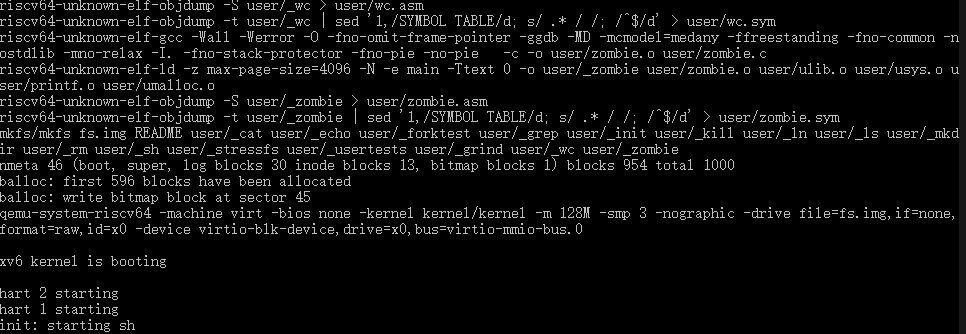 riscv64-unknown-elf-objdump -S user/_wc > user/wc.asm
riscv64-unknown-elf-objdump -t user/_wc | sed '1,/SYMBOL TABLE/d; s/ .* / /; /^$/d' > user/wc.sym
riscv64-unknown-elf-gcc -Wall -Werror -O -fno-omit-frame-pointer -ggdb -MD -mcmodel=medany -ffreestanding -fno-common -n
ostdlib -mno-relax -I. -fno-stack-protector -fno-pie -no-pie   -c -o user/zombie.o user/zombie.c
riscv64-unknown-elf-ld -z max-page-size=4096 -N -e main -Ttext 0 -o user/_zombie user/zombie.o user/ulib.o user/usys.o u
ser/printf.o user/umalloc.o
riscv64-unknown-elf-objdump -S user/_zombie > user/zombie.asm
riscv64-unknown-elf-objdump -t user/_zombie | sed '1,/SYMBOL TABLE/d; s/ .* / /; /^$/d' > user/zombie.sym
mkfs/mkfs fs.img README user/_cat user/_echo user/_forktest user/_grep user/_init user/_kill user/_ln user/_ls user/_mkd
ir user/_rm user/_sh user/_stressfs user/_usertests user/_grind user/_wc user/_zombie
nmeta 46 (boot, super, log blocks 30 inode blocks 13, bitmap blocks 1) blocks 954 total 1000
balloc: first 596 blocks have been allocated
balloc: write bitmap block at sector 45
qemu-system-riscv64 -machine virt -bios none -kernel kernel/kernel -m 128M -smp 3 -nographic -drive file=fs.img,if=none,
format=raw,id=x0 -device virtio-blk-device,drive=x0,bus=virtio-mmio-bus.0
xv6 kernel is booting
hart 2 starting
hart 1 starting
init: starting sh